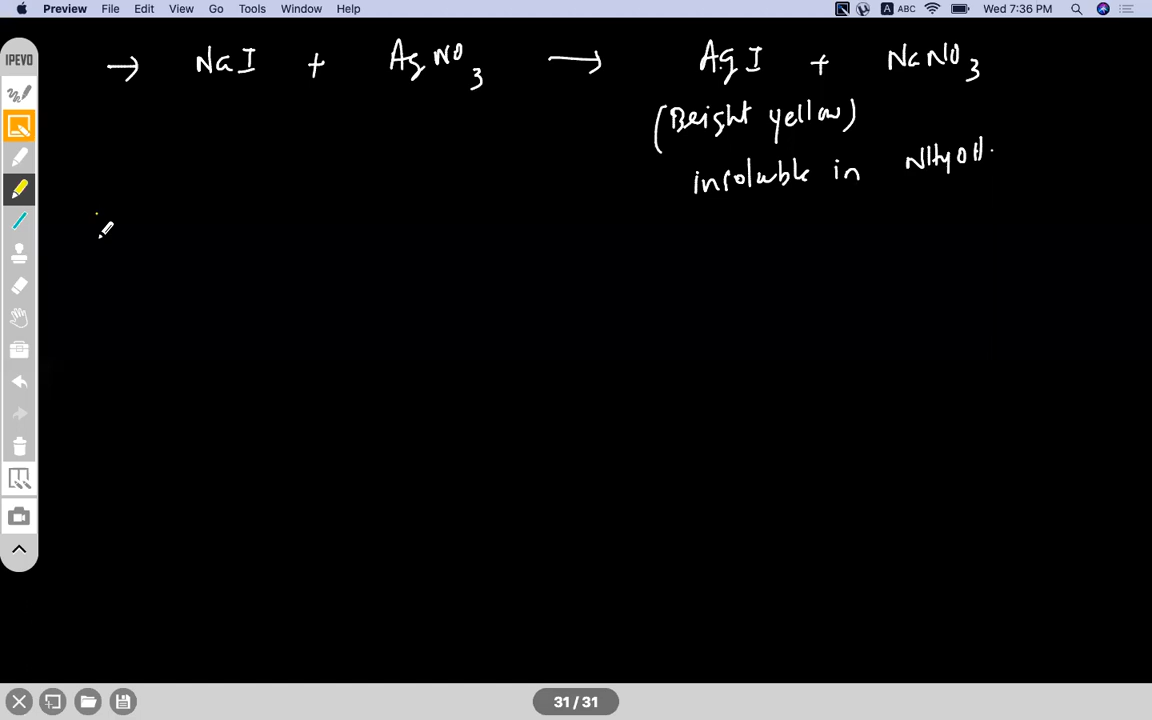 Preview File Edit View Go Tools Window Help A ABC Wed 7:36 PM
IPEVO
→ NaI + AgNO3 → AgI + NaNO3
(Bright yellow)
insoluble in NH4OH.
31/31